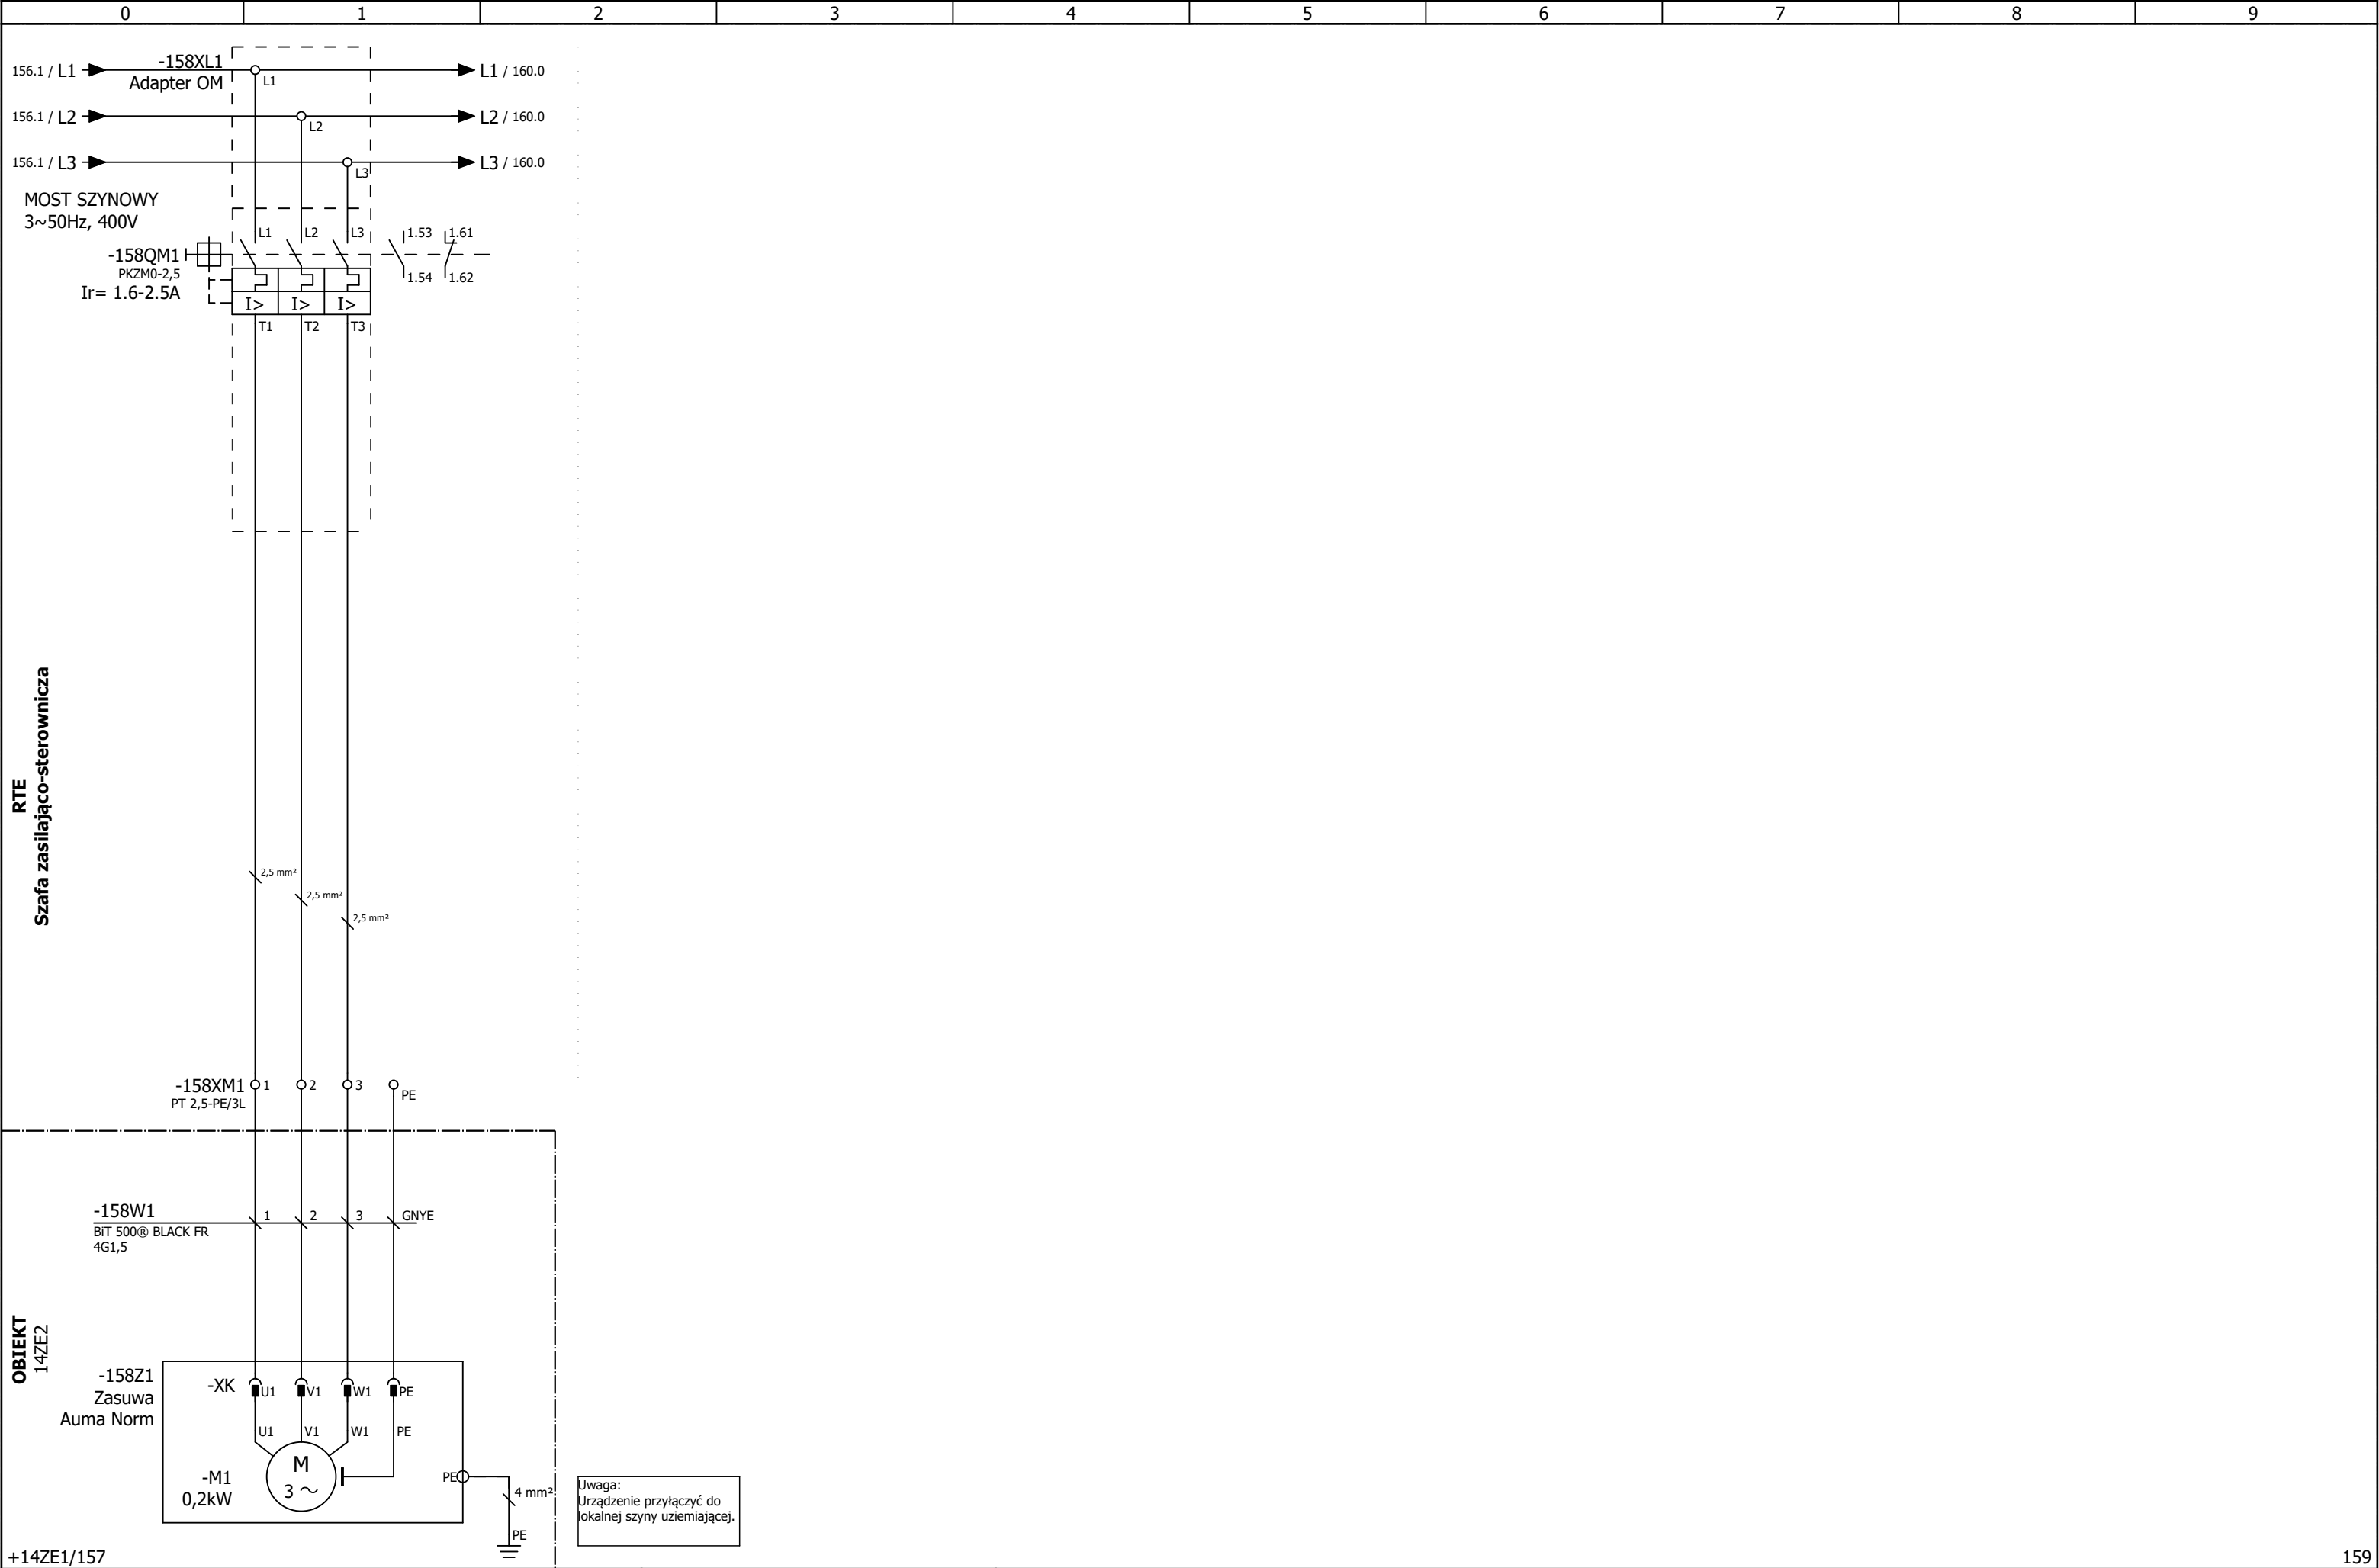 0 1 2 3 4 5 6 7 8 9
156.1 / L1
-158XL1
Adapter OM
L1
L1 / 160.0
156.1 / L2
L2
L2 / 160.0
156.1 / L3
L3
L3 / 160.0
MOST SZYNOWY
3~50Hz, 400V
-158QM1
PKZM0-2,5
Ir= 1.6-2.5A
L1 L2 L3
1.53 1.61
1.54 1.62
I> I> I>
T1 T2 T3
RTE
Szafa zasilająco-sterownicza
2,5 mm²
2,5 mm²
2,5 mm²
-158XM1
PT 2,5-PE/3L
1 2 3 PE
-158W1
BiT 500® BLACK FR
4G1,5
1 2 3 GNYE
OBIEKT
14ZE2
-158Z1
Zasuwa
Auma Norm
-XK
U1 V1 W1 PE
U1 V1 W1 PE
M
3 ~
-M1
0,2kW
PE
4 mm²
PE
Uwaga:
Urządzenie przyłączyć do
lokalnej szyny uziemiającej.
+14ZE1/157
159